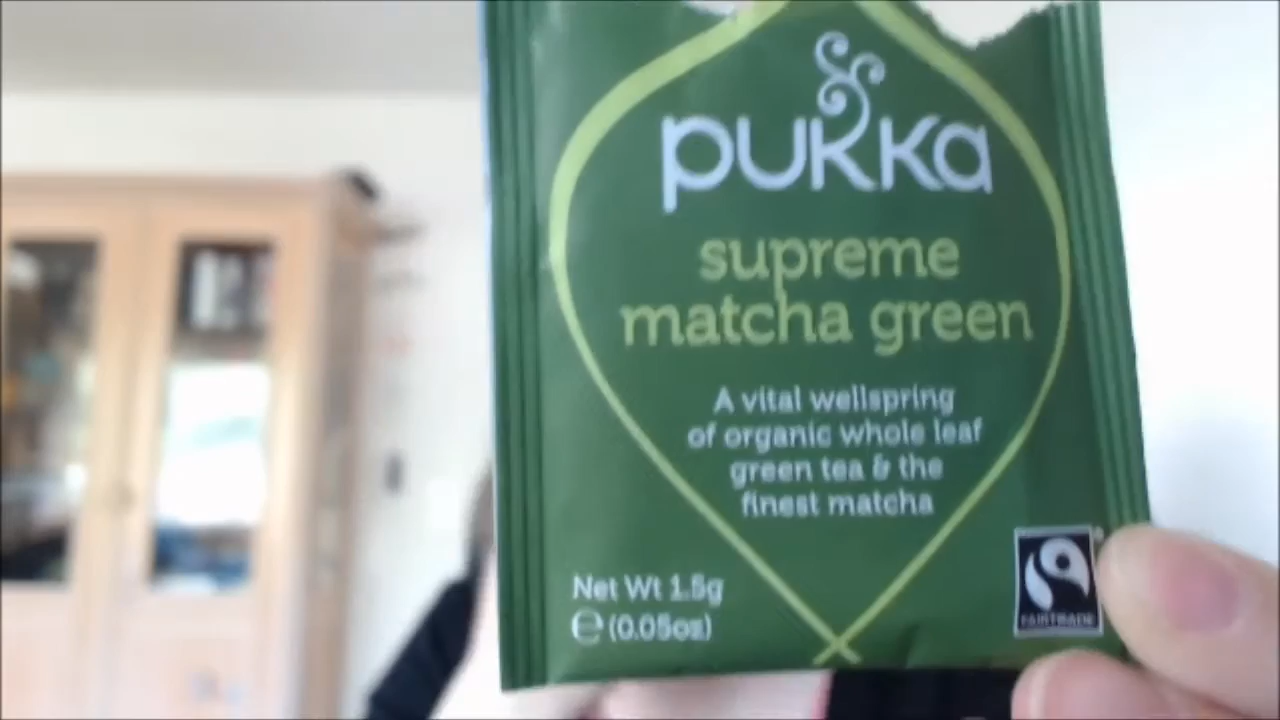 pukka
supreme
matcha green
A vital wellspring
of organic whole leaf
green tea & the
finest matcha
Net Wt 1.5g
℮ (0.05oz)
FAIRTRADE